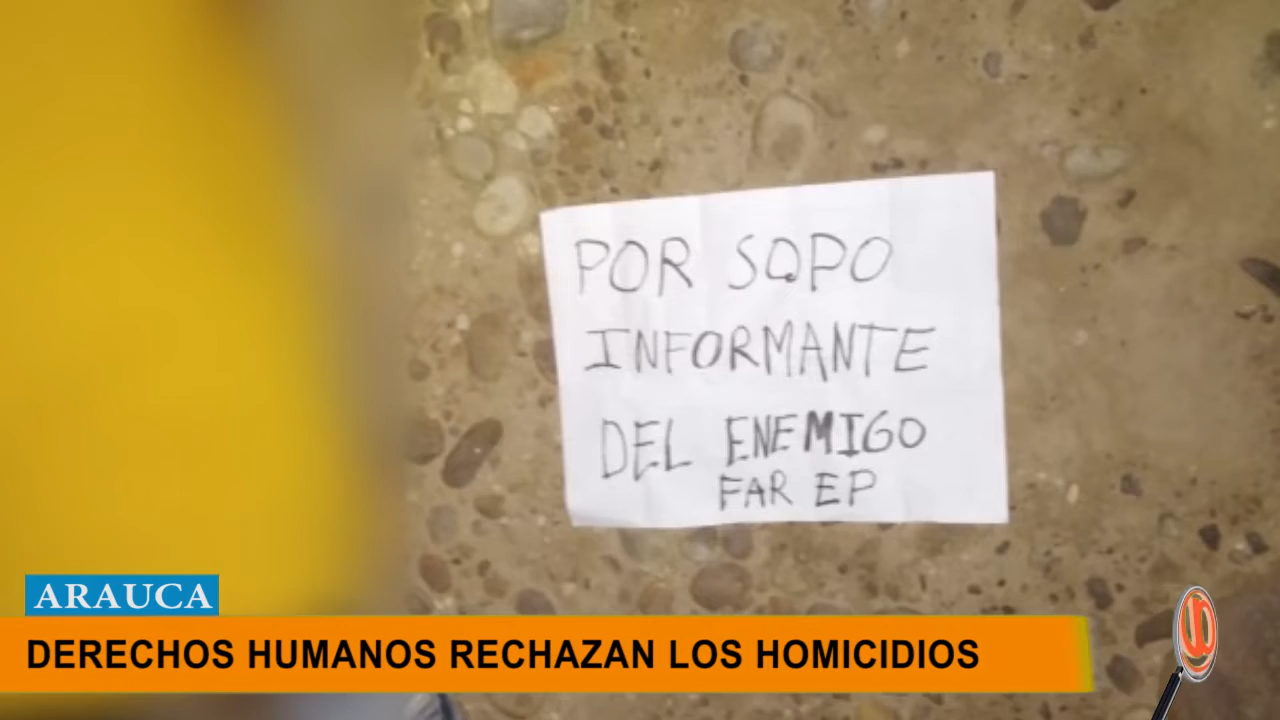 POR SOPO
INFORMANTE
DEL ENEMIGO
FAR EP
ARAUCA
DERECHOS HUMANOS RECHAZAN LOS HOMICIDIOS